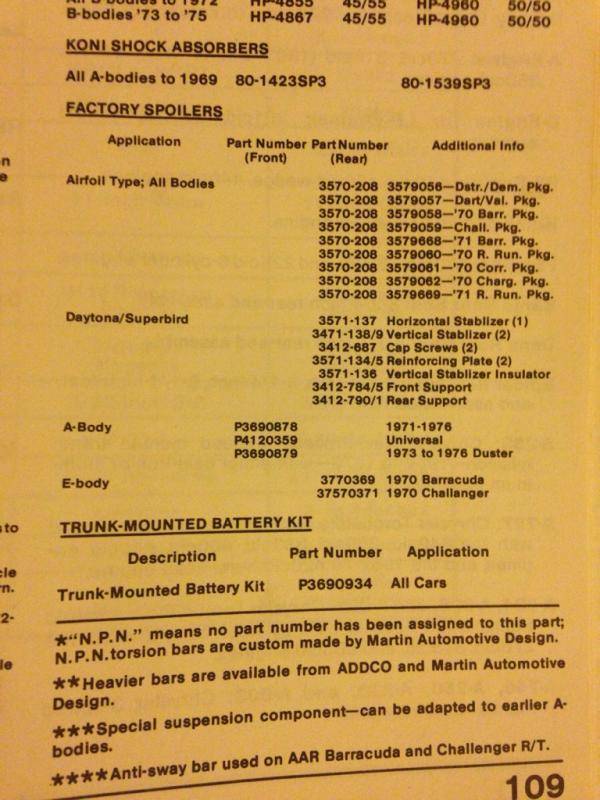 B-bodies '73 to '75 HP-4867 45/55 HP-4960 50/50
KONI SHOCK ABSORBERS
All A-bodies to 1969 80-1423SP3 80-1539SP3
FACTORY SPOILERS
Application Part Number Part Number Additional Info
(Front) (Rear)
Airfoil Type; All Bodies 3570-208 3579056—Dstr./Dem. Pkg.
3570-208 3579057—Dart/Val. Pkg.
3570-208 3579058—'70 Barr. Pkg.
3570-208 3579059—Chall. Pkg.
3570-208 3579668—'71 Barr. Pkg.
3570-208 3579060—'70 R. Run. Pkg.
3570-208 3579061—'70 Corr. Pkg.
3570-208 3579062—'70 Charg. Pkg.
3570-208 3579669—'71 R. Run. Pkg.
Daytona/Superbird 3571-137 Horizontal Stablizer (1)
3471-138/9 Vertical Stablizer (2)
3412-687 Cap Screws (2)
3571-134/5 Reinforcing Plate (2)
3571-136 Vertical Stablizer Insulator
3412-784/5 Front Support
3412-790/1 Rear Support
A-Body P3690878 1971-1976
P4120359 Universal
P3690879 1973 to 1976 Duster
E-body 3770369 1970 Barracuda
37570371 1970 Challanger
TRUNK-MOUNTED BATTERY KIT
Description Part Number Application
Trunk-Mounted Battery Kit P3690934 All Cars
*"N.P.N." means no part number has been assigned to this part;
N.P.N.torsion bars are custom made by Martin Automotive Design.
**Heavier bars are available from ADDCO and Martin Automotive
Design.
***Special suspension component—can be adapted to earlier A-
bodies.
****Anti-sway bar used on AAR Barracuda and Challenger R/T.
109